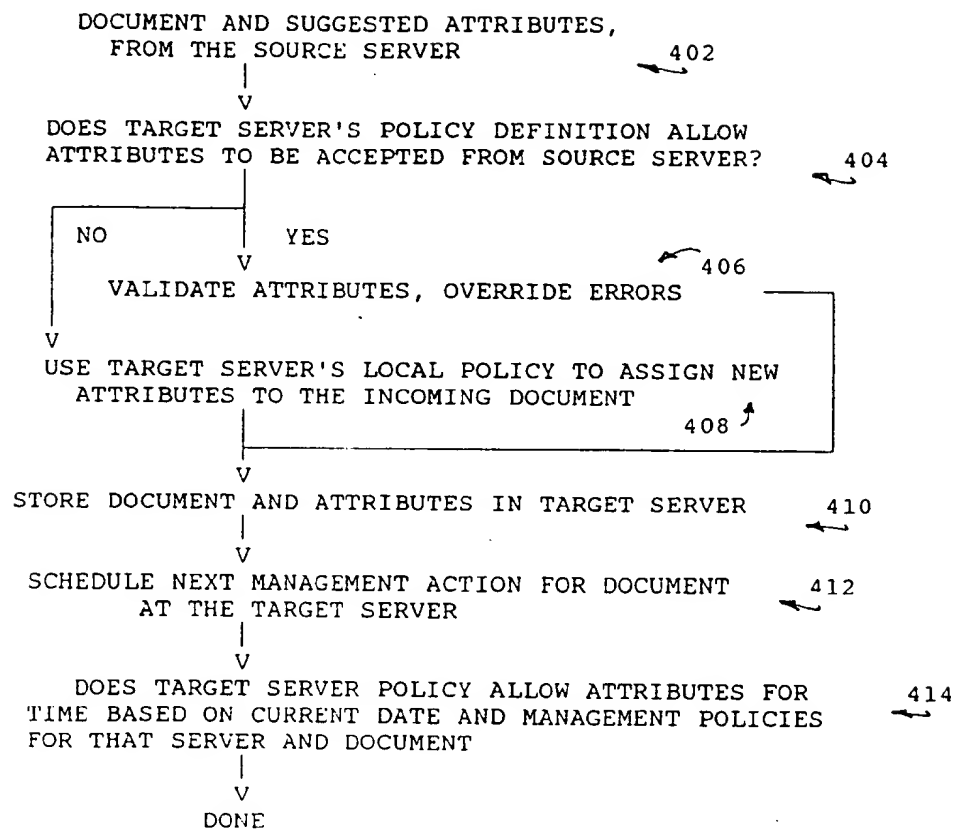 DOCUMENT AND SUGGESTED ATTRIBUTES,
FROM THE SOURCE SERVER
402
V
DOES TARGET SERVER'S POLICY DEFINITION ALLOW
ATTRIBUTES TO BE ACCEPTED FROM SOURCE SERVER?
404
NO YES
V
406
VALIDATE ATTRIBUTES, OVERRIDE ERRORS
V
USE TARGET SERVER'S LOCAL POLICY TO ASSIGN NEW
ATTRIBUTES TO THE INCOMING DOCUMENT
408
V
STORE DOCUMENT AND ATTRIBUTES IN TARGET SERVER 410
V
SCHEDULE NEXT MANAGEMENT ACTION FOR DOCUMENT 412
AT THE TARGET SERVER
V
DOES TARGET SERVER POLICY ALLOW ATTRIBUTES FOR 414
TIME BASED ON CURRENT DATE AND MANAGEMENT POLICIES
FOR THAT SERVER AND DOCUMENT
V
DONE